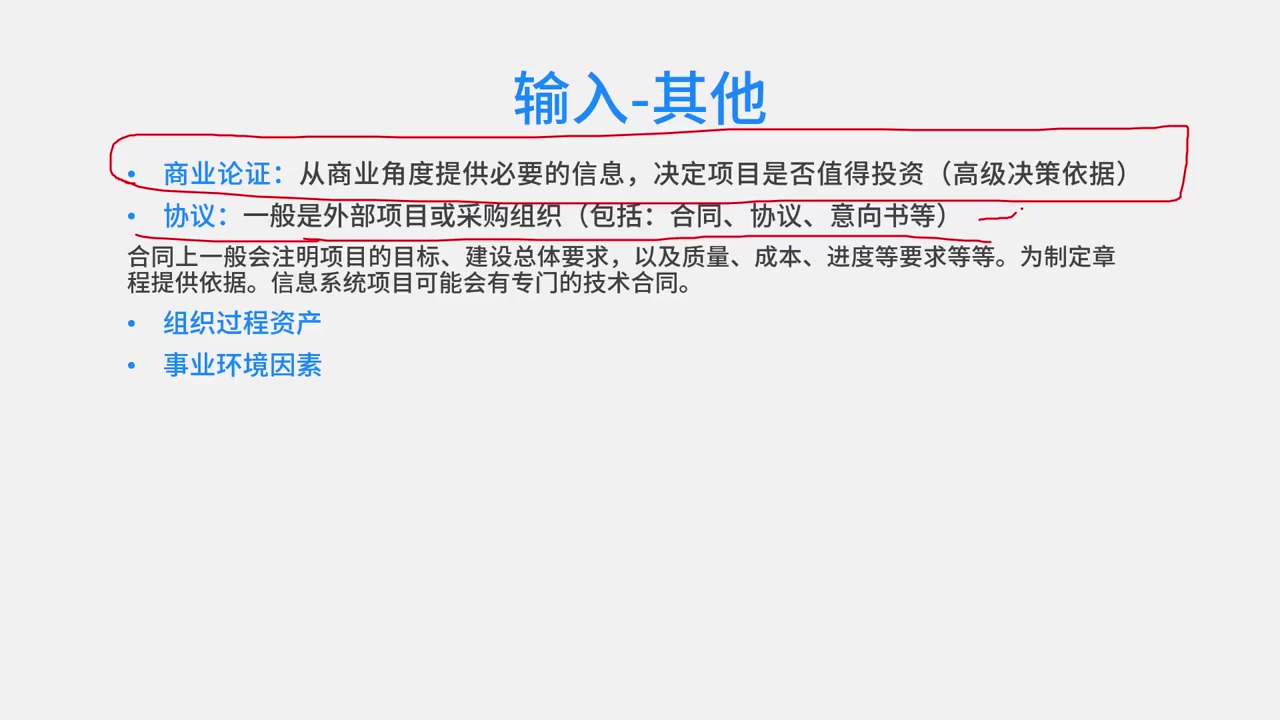 输入-其他
• 商业论证：从商业角度提供必要的信息，决定项目是否值得投资（高级决策依据）
• 协议：一般是外部项目或采购组织（包括：合同、协议、意向书等）
合同上一般会注明项目的目标、建设总体要求，以及质量、成本、进度等要求等等。为制定章
程提供依据。信息系统项目可能会有专门的技术合同。
• 组织过程资产
• 事业环境因素